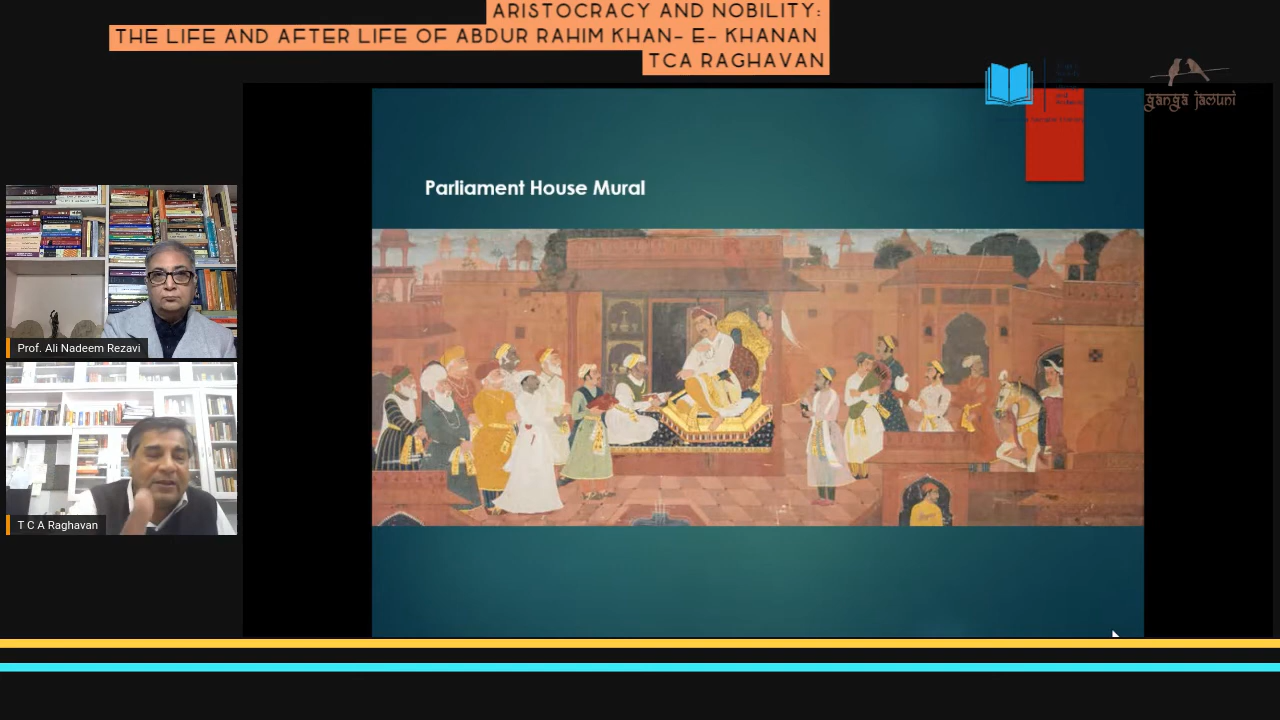 ARISTOCRACY AND NOBILITY:
THE LIFE AND AFTER LIFE OF ABDUR RAHIM KHAN- E- KHANAN
TCA RAGHAVAN
ganga jamuni
Parliament House Mural
Prof. Ali Nadeem Rezavi
T C A Raghavan